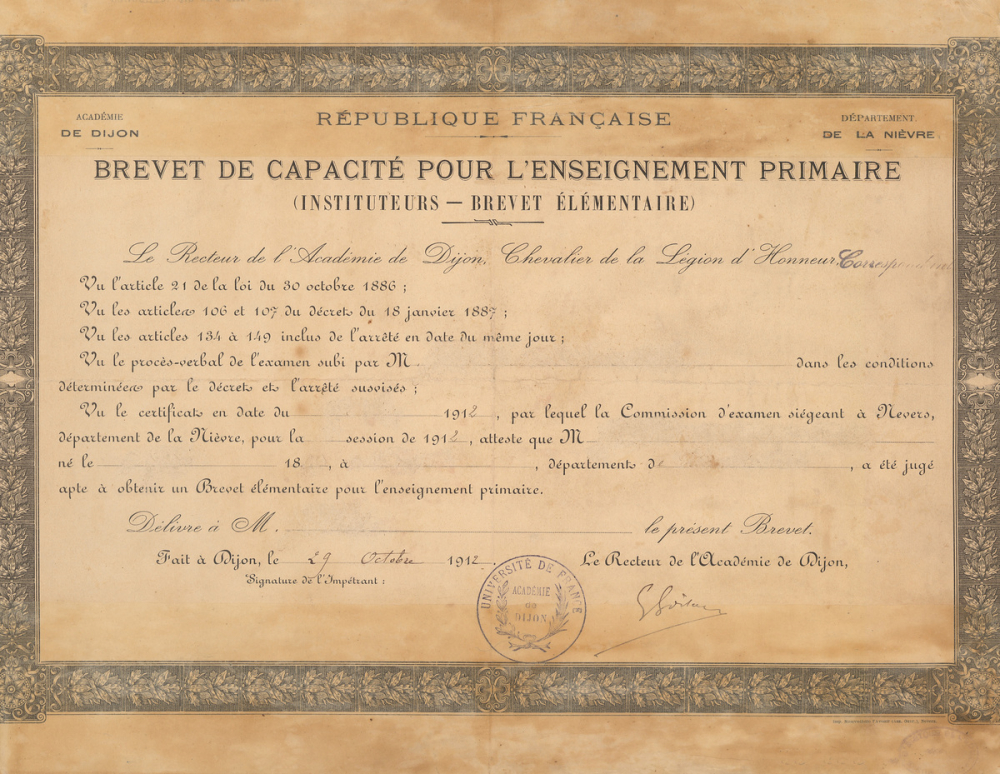 ACADÉMIE
DE DIJON
RÉPUBLIQUE FRANÇAISE
DÉPARTEMENT
DE LA NIÈVRE
BREVET DE CAPACITÉ POUR L'ENSEIGNEMENT PRIMAIRE
(INSTITUTEURS — BREVET ÉLÉMENTAIRE)
Le Recteur de l'Académie de Dijon, Chevalier de la Légion d'Honneur,
Vu l'article 21 de la loi du 30 octobre 1886 ;
Vu les articles 106 et 107 du décret du 18 janvier 1887 ;
Vu les articles 134 à 149 inclus de l'arrêté en date du même jour ;
Vu le procès-verbal de l'examen subi par M dans les conditions
déterminées par le décret et l'arrêté susvisés ;
Vu le certificat en date du 1912, par lequel la Commission d'examen siégeant à Nevers,
département de la Nièvre, pour la session de 1912, atteste que M
né le 18 , à , département d , a été jugé
apte à obtenir un Brevet élémentaire pour l'enseignement primaire.
Délivré à M. le présent Brevet.
Fait à Dijon, le 29 Octobre 1912. Le Recteur de l'Académie de Dijon,
Signature de l'Impétrant :
UNIVERSITÉ DE FRANCE
ACADÉMIE
DE
DIJON